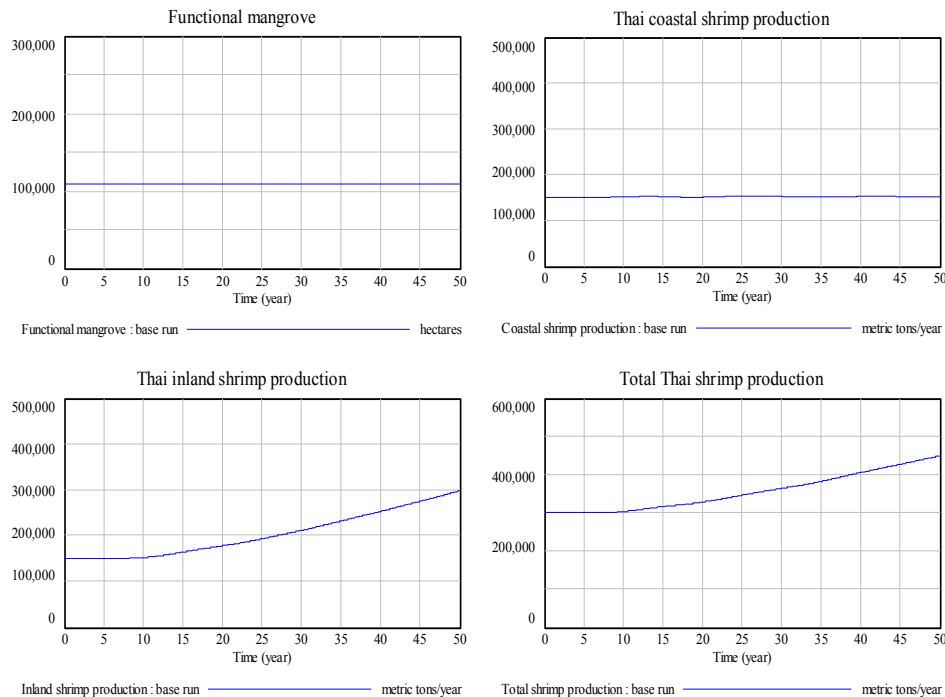 Functional mangrove
300,000
200,000
100,000
0
0 5 10 15 20 25 30 35 40 45 50
Time (year)
Functional mangrove : base run hectares
Thai coastal shrimp production
500,000
400,000
300,000
200,000
100,000
0
0 5 10 15 20 25 30 35 40 45 50
Time (year)
Coastal shrimp production : base run metric tons/year
Thai inland shrimp production
500,000
400,000
300,000
200,000
100,000
0
0 5 10 15 20 25 30 35 40 45 50
Time (year)
Inland shrimp production : base run metric tons/year
Total Thai shrimp production
600,000
400,000
200,000
0
0 5 10 15 20 25 30 35 40 45 50
Time (year)
Total shrimp production : base run metric tons/year